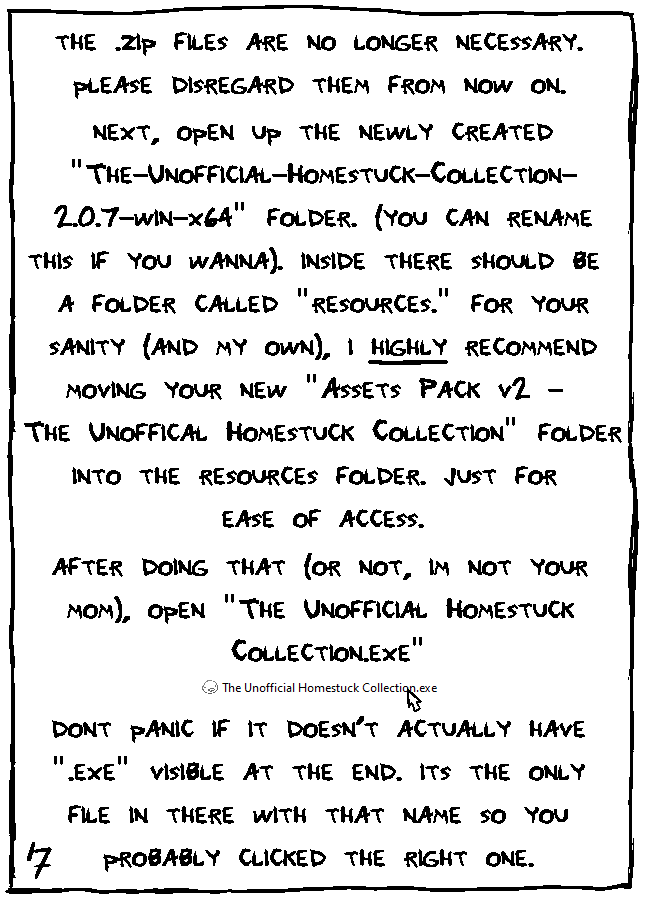 THE .ZIP FILES ARE NO LONGER NECESSARY.
PLEASE DISREGARD THEM FROM NOW ON.
NEXT, OPEN UP THE NEWLY CREATED
"THE-UNOFFICIAL-HOMESTUCK-COLLECTION-
2.0.7-WIN-X64" FOLDER. (YOU CAN RENAME
THIS IF YOU WANNA). INSIDE THERE SHOULD BE
A FOLDER CALLED "RESOURCES." FOR YOUR
SANITY (AND MY OWN), I HIGHLY RECOMMEND
MOVING YOUR NEW "ASSETS PACK V2 -
THE UNOFFICAL HOMESTUCK COLLECTION" FOLDER
INTO THE RESOURCES FOLDER. JUST FOR
EASE OF ACCESS.
AFTER DOING THAT (OR NOT, IM NOT YOUR
MOM), OPEN "THE UNOFFICIAL HOMESTUCK
COLLECTION.EXE"
The Unofficial Homestuck Collection.exe
DONT PANIC IF IT DOESN'T ACTUALLY HAVE
".EXE" VISIBLE AT THE END. ITS THE ONLY
FILE IN THERE WITH THAT NAME SO YOU
PROBABLY CLICKED THE RIGHT ONE.
7